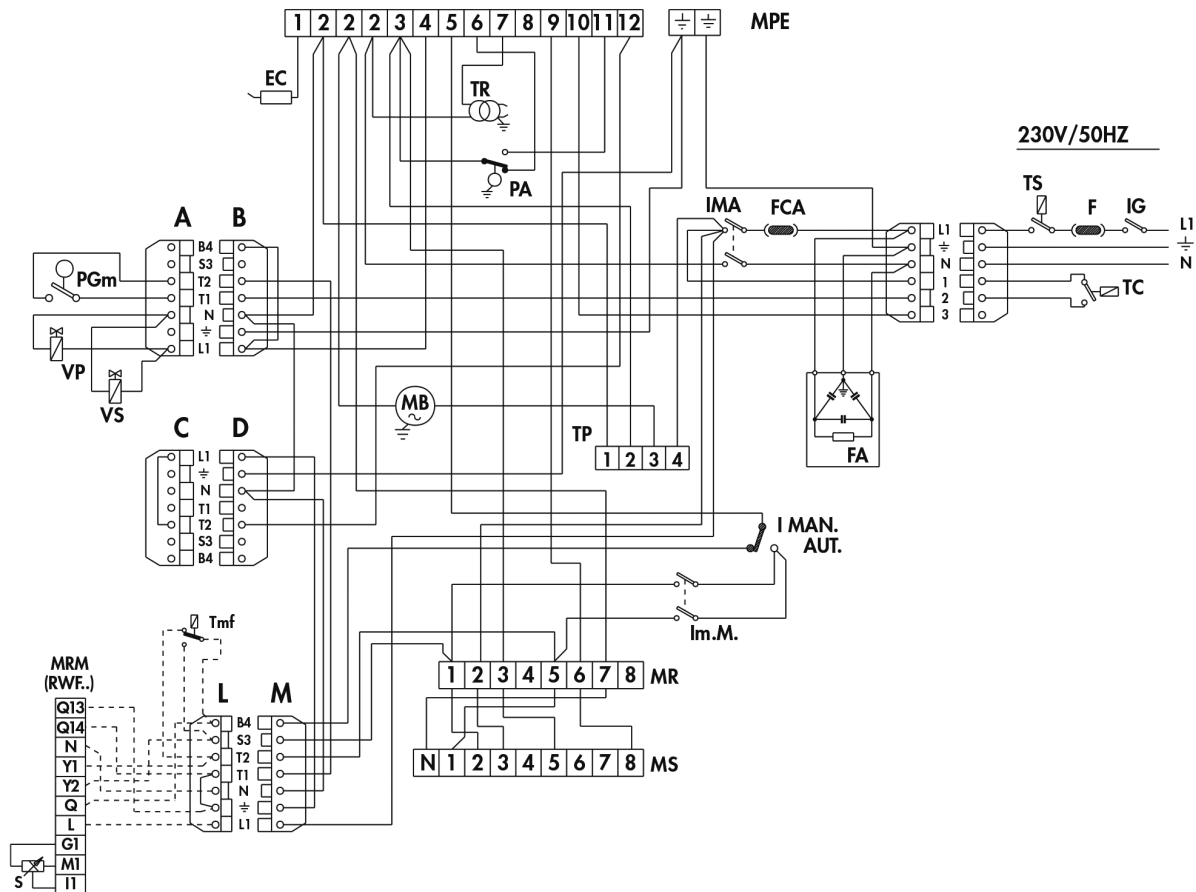 1 2 2 2 3 4 5 6 7 8 9 10 11 12
MPE
EC
TR
PA
230V/50HZ
TS
F
IG
IMA
FCA
L1
N
1
2
3
L1
N
TC
A B
B4
S3
T2
T1
N
L1
PGm
VP
VS
MB
TP
1 2 3 4
FA
C D
L1
N
T1
T2
S3
B4
I MAN.
AUT.
Im.M.
Tmf
MRM
(RWF..)
Q13
Q14
N
Y1
Y2
Q
L
G1
M1
I1
S
L M
B4
S3
T2
T1
N
L1
1 2 3 4 5 6 7 8 MR
N 1 2 3 4 5 6 7 8 MS